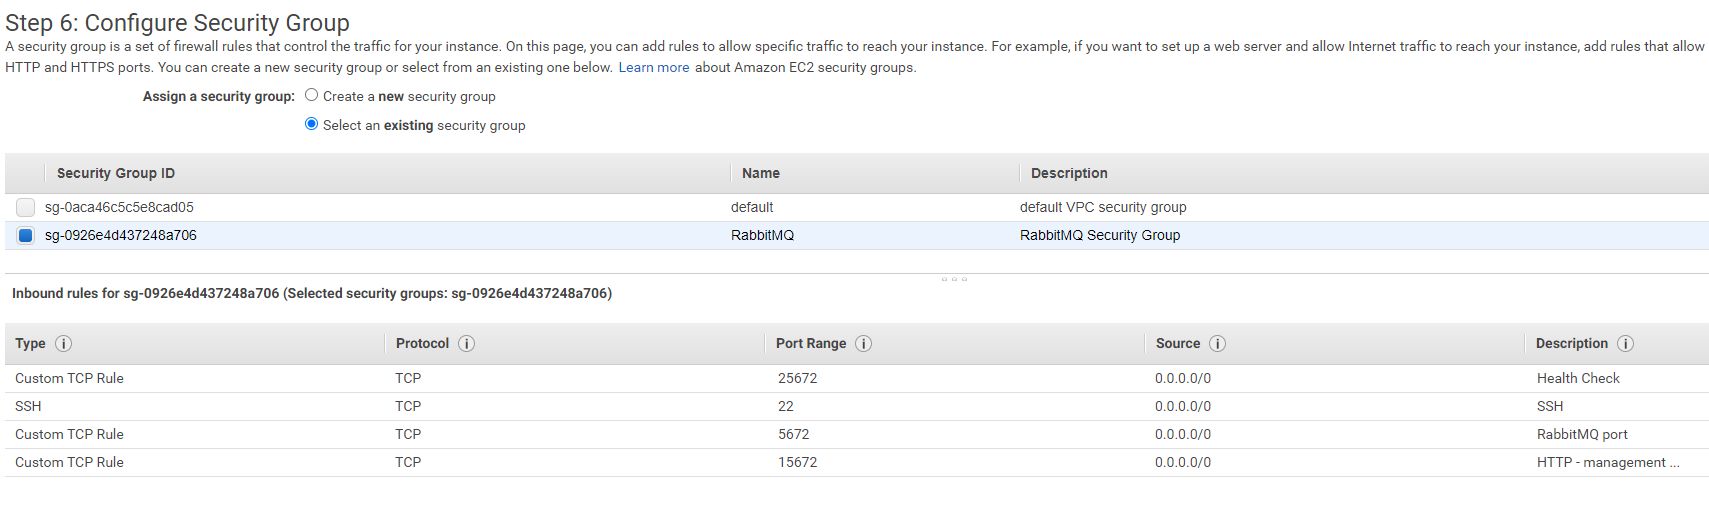 Step 6: Configure Security Group
A security group is a set of firewall rules that control the traffic for your instance. On this page, you can add rules to allow specific traffic to reach your instance. For example, if you want to set up a web server and allow Internet traffic to reach your instance, add rules that allow
HTTP and HTTPS ports. You can create a new security group or select from an existing one below. Learn more about Amazon EC2 security groups.
Assign a security group: Create a new security group
Select an existing security group
Security Group ID Name Description
sg-0aca46c5c5e8cad05 default default VPC security group
sg-0926e4d437248a706 RabbitMQ RabbitMQ Security Group
Inbound rules for sg-0926e4d437248a706 (Selected security groups: sg-0926e4d437248a706)
Type Protocol Port Range Source Description
Custom TCP Rule TCP 25672 0.0.0.0/0 Health Check
SSH TCP 22 0.0.0.0/0 SSH
Custom TCP Rule TCP 5672 0.0.0.0/0 RabbitMQ port
Custom TCP Rule TCP 15672 0.0.0.0/0 HTTP - management ...